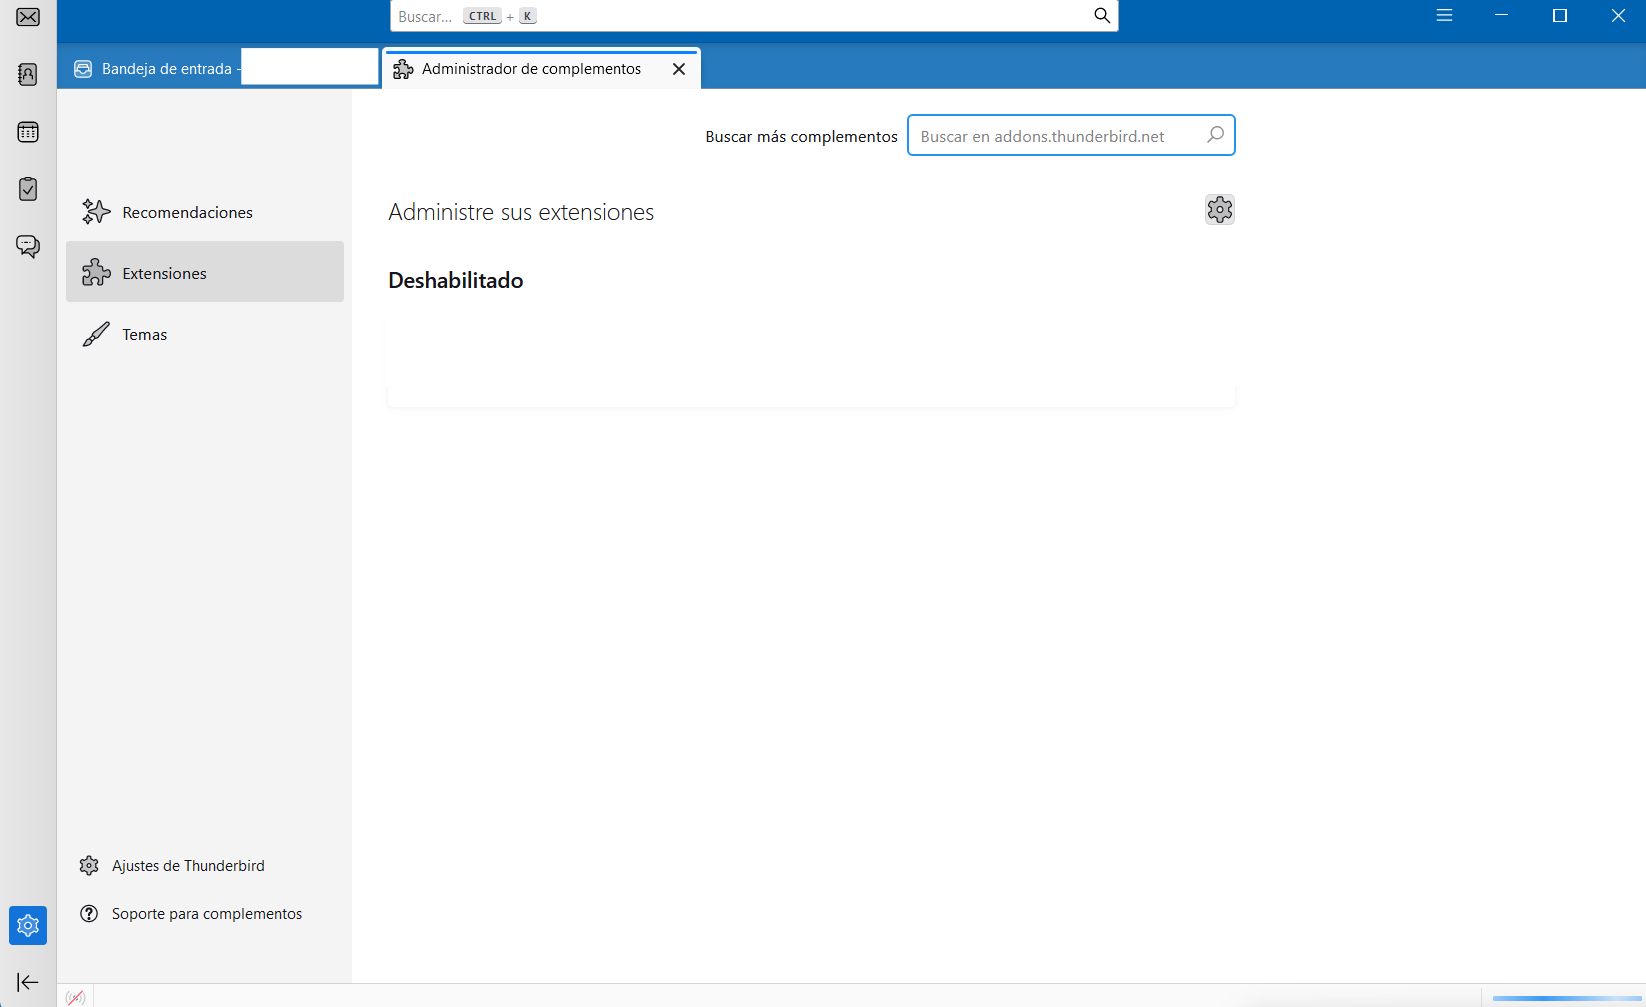 Buscar... CTRL + K
Bandeja de entrada -
Administrador de complementos
Buscar más complementos
Buscar en addons.thunderbird.net
Recomendaciones
Extensiones
Temas
Administre sus extensiones
Deshabilitado
Ajustes de Thunderbird
Soporte para complementos